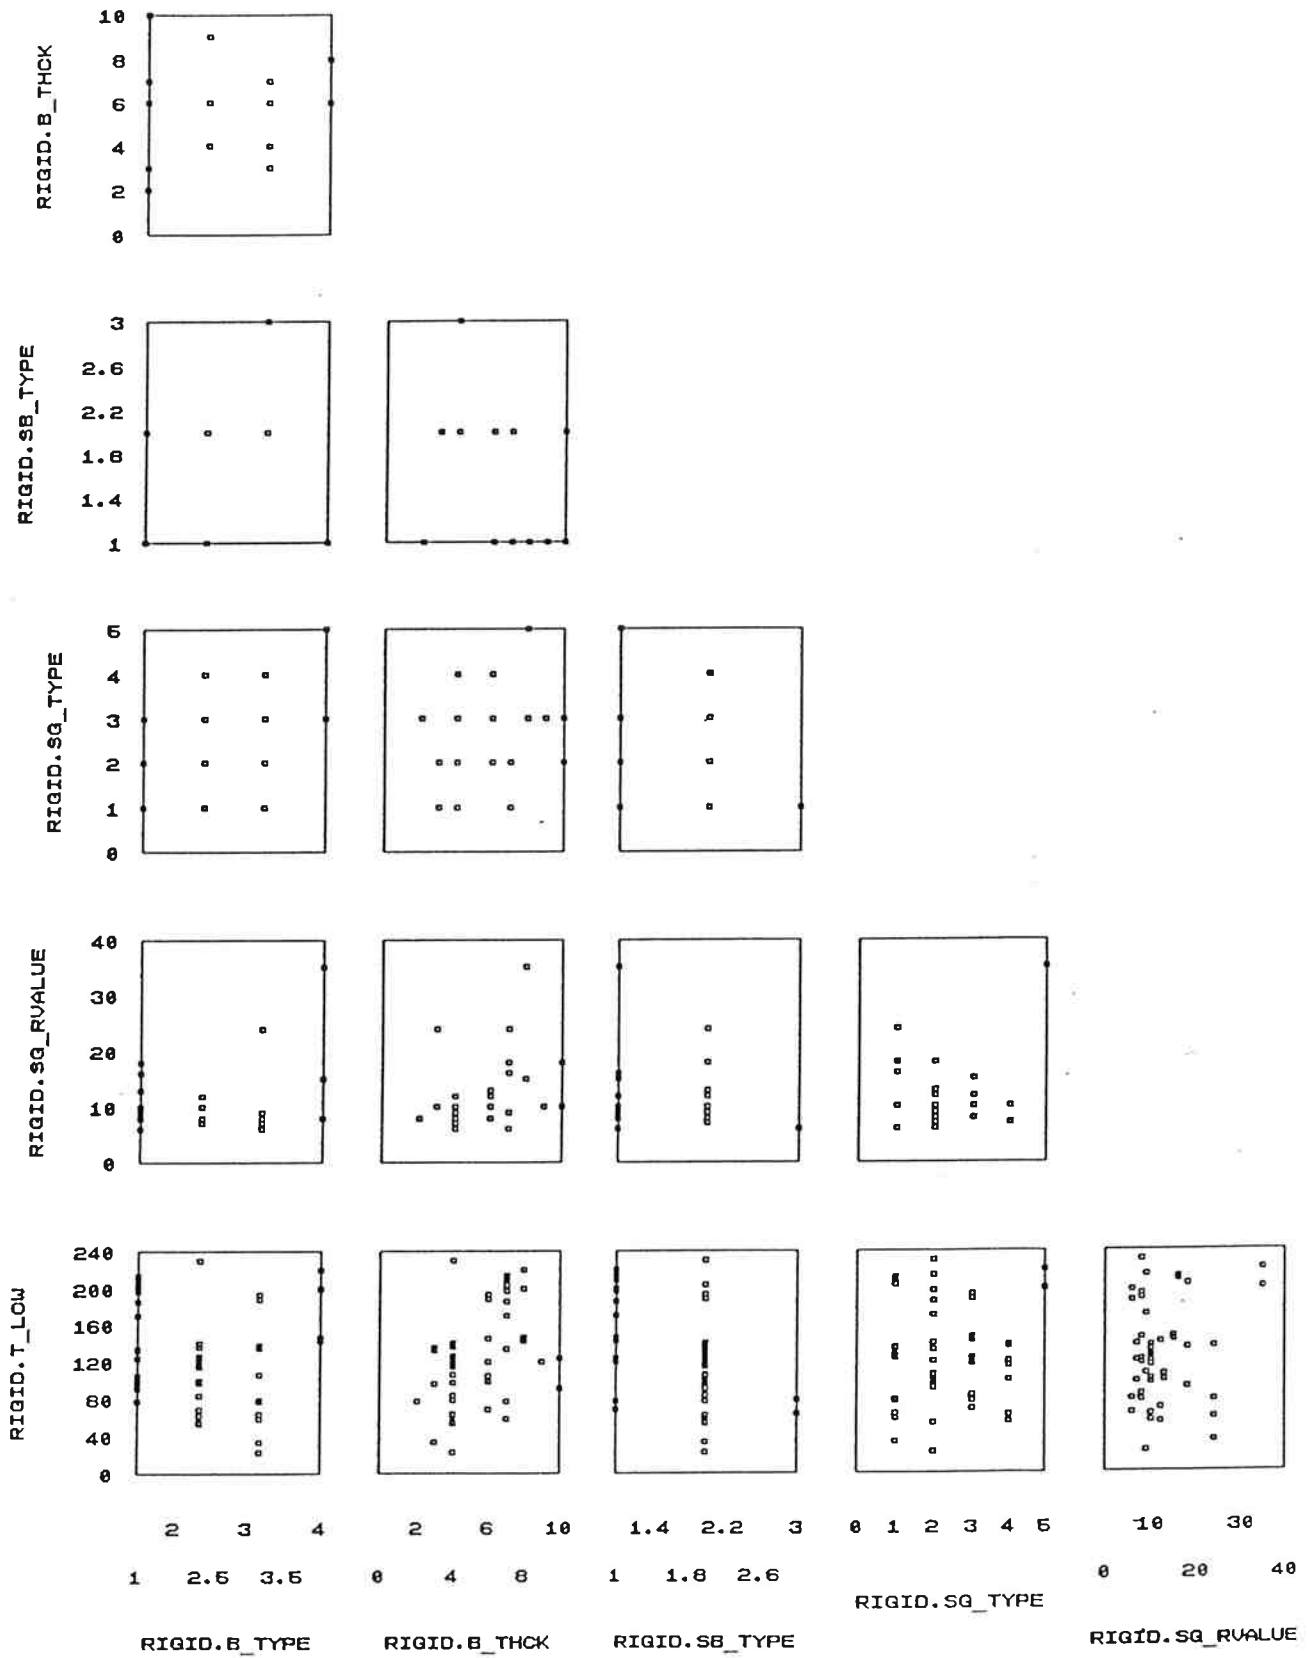 10
8
6
4
2
0
RIGID.B_THCK
3
2.6
2.2
1.8
1.4
1
RIGID.SB_TYPE
5
4
3
2
1
0
RIGID.SG_TYPE
40
30
20
10
0
RIGID.SG_RVALUE
240
200
160
120
80
40
0
RIGID.T_LOW
2 3 4
1 2.5 3.5
RIGID.B_TYPE
2 6 10
0 4 8
RIGID.B_THCK
1.4 2.2 3
1 1.8 2.6
RIGID.SB_TYPE
0 1 2 3 4 5
RIGID.SG_TYPE
10 30
0 20 40
RIGID.SG_RVALUE